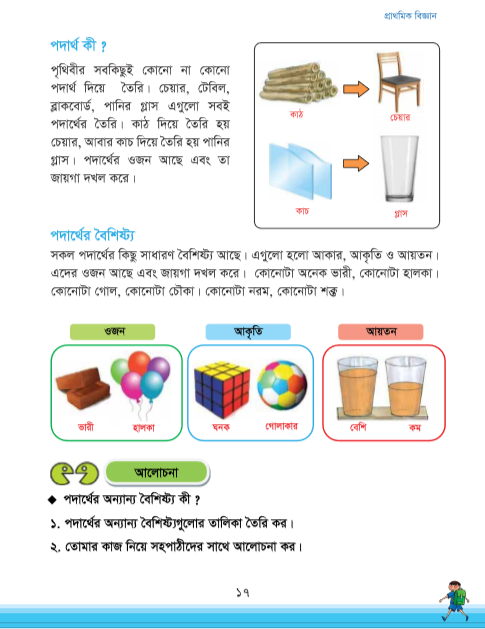 প্রাথমিক বিজ্ঞান
পদার্থ কী ?
পৃথিবীর সবকিছুই কোনো না কোনো
পদার্থ দিয়ে তৈরি। চেয়ার, টেবিল,
ব্লাকবোর্ড, পানির গ্লাস এগুলো সবই
পদার্থের তৈরি। কাঠ দিয়ে তৈরি হয়
চেয়ার, আবার কাচ দিয়ে তৈরি হয় পানির
গ্লাস। পদার্থের ওজন আছে এবং তা
জায়গা দখল করে।
কাঠ
চেয়ার
কাচ
গ্লাস
পদার্থের বৈশিষ্ট্য
সকল পদার্থের কিছু সাধারণ বৈশিষ্ট্য আছে। এগুলো হলো আকার, আকৃতি ও আয়তন।
এদের ওজন আছে এবং জায়গা দখল করে। কোনোটা অনেক ভারী, কোনোটা হালকা।
কোনোটা গোল, কোনোটা চৌকা। কোনোটা নরম, কোনোটা শক্ত।
ওজন আকৃতি আয়তন
ভারী হালকা ঘনক গোলাকার বেশি কম
আলোচনা
◆ পদার্থের অন্যান্য বৈশিষ্ট্য কী ?
১. পদার্থের অন্যান্য বৈশিষ্ট্যগুলোর তালিকা তৈরি কর।
২. তোমার কাজ নিয়ে সহপাঠীদের সাথে আলোচনা কর।
১৭